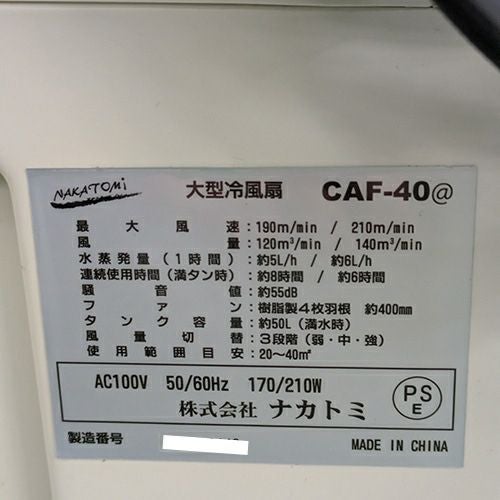 NAKATOMI 大型冷風扇 CAF-40@
最大風速:190m/min / 210m/min
風量:120m³/min / 140m³/min
水蒸発量(1時間):約5L/h / 約6L/h
連続使用時間(満タン時):約8時間 / 約6時間
騒音値:約55dB
ファン:樹脂製4枚羽根 約400mm
タンク容量:約50L(満水時)
風量切替:3段階(弱・中・強)
使用範囲目安:20～40㎡
AC100V 50/60Hz 170/210W
株式会社 ナカトミ
PS
E
製造番号
MADE IN CHINA